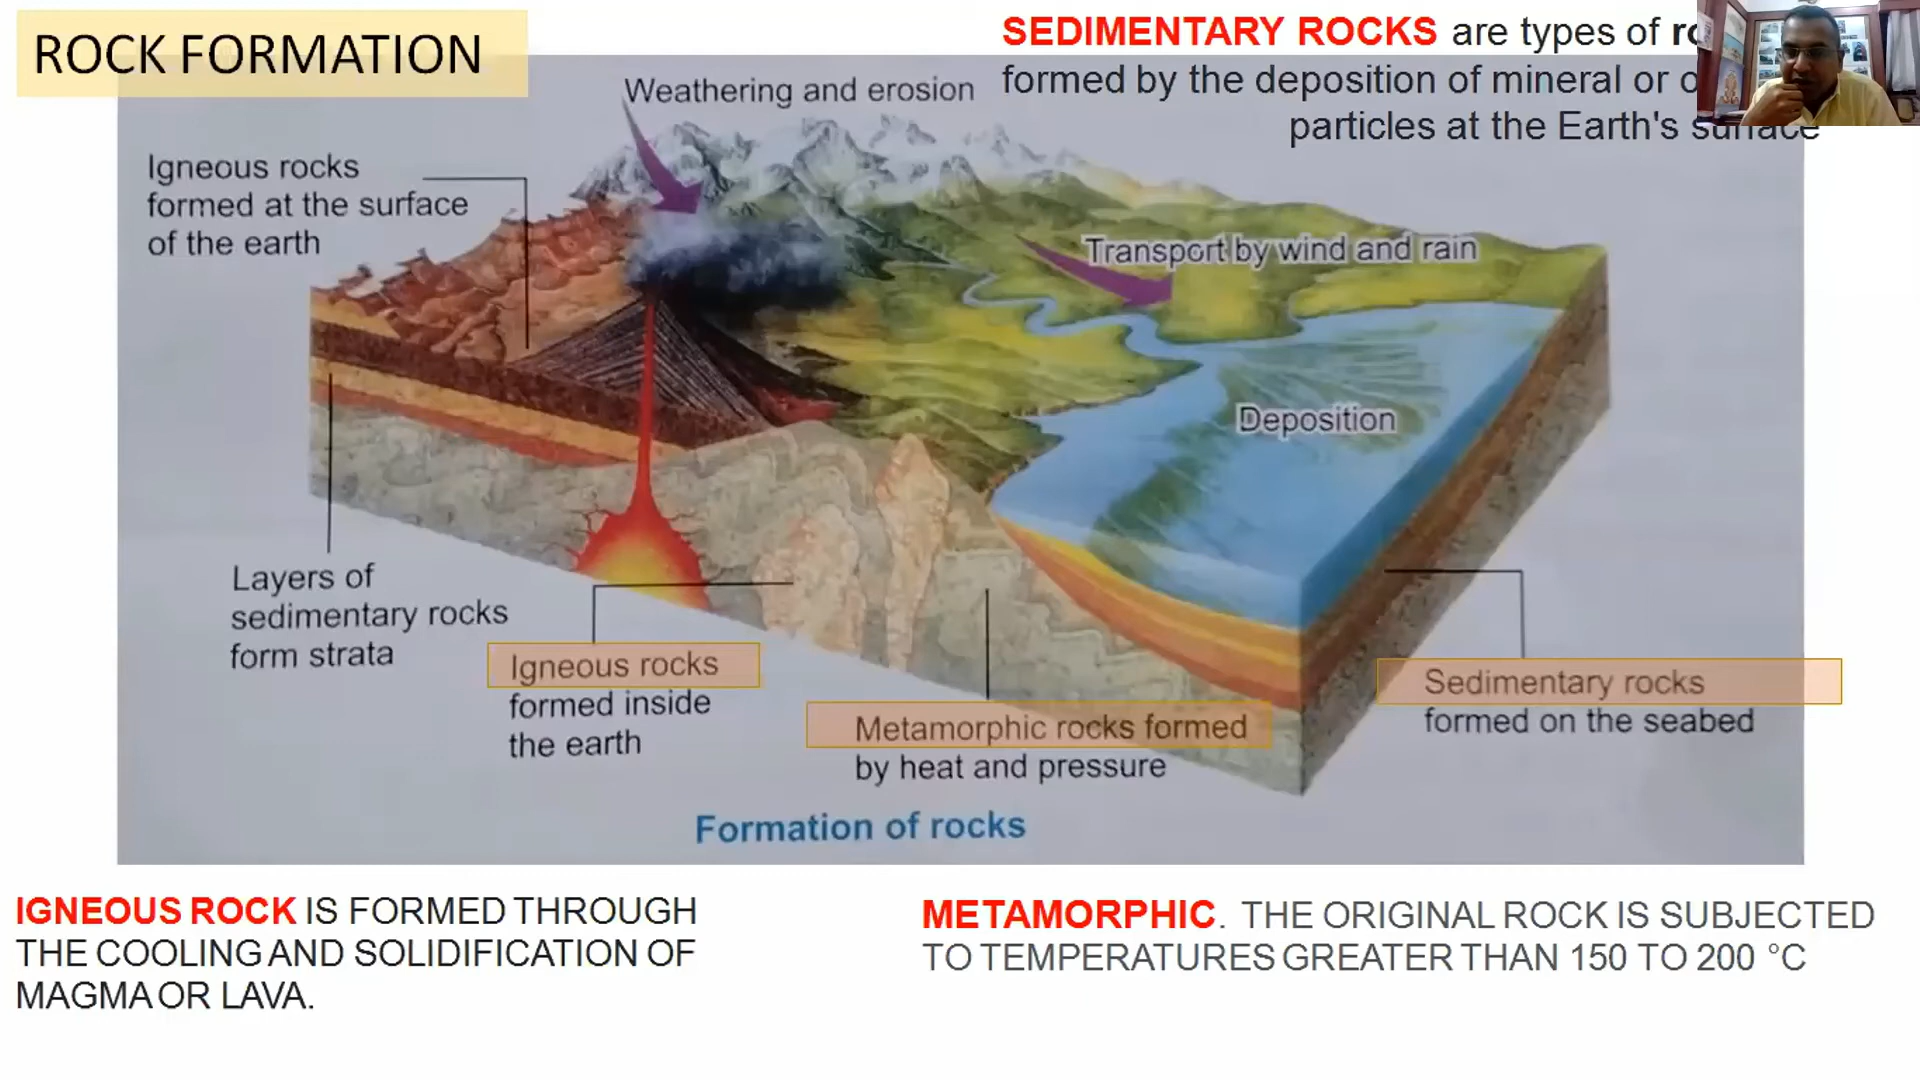 ROCK FORMATION
SEDIMENTARY ROCKS are types of
formed by the deposition of mineral or
particles at the Earth's surface
Weathering and erosion
Igneous rocks
formed at the surface
of the earth
Transport by wind and rain
Deposition
Layers of
sedimentary rocks
form strata
Igneous rocks
formed inside
the earth
Metamorphic rocks formed
by heat and pressure
Sedimentary rocks
formed on the seabed
Formation of rocks
IGNEOUS ROCK IS FORMED THROUGH
THE COOLING AND SOLIDIFICATION OF
MAGMA OR LAVA.
METAMORPHIC. THE ORIGINAL ROCK IS SUBJECTED
TO TEMPERATURES GREATER THAN 150 TO 200 °C